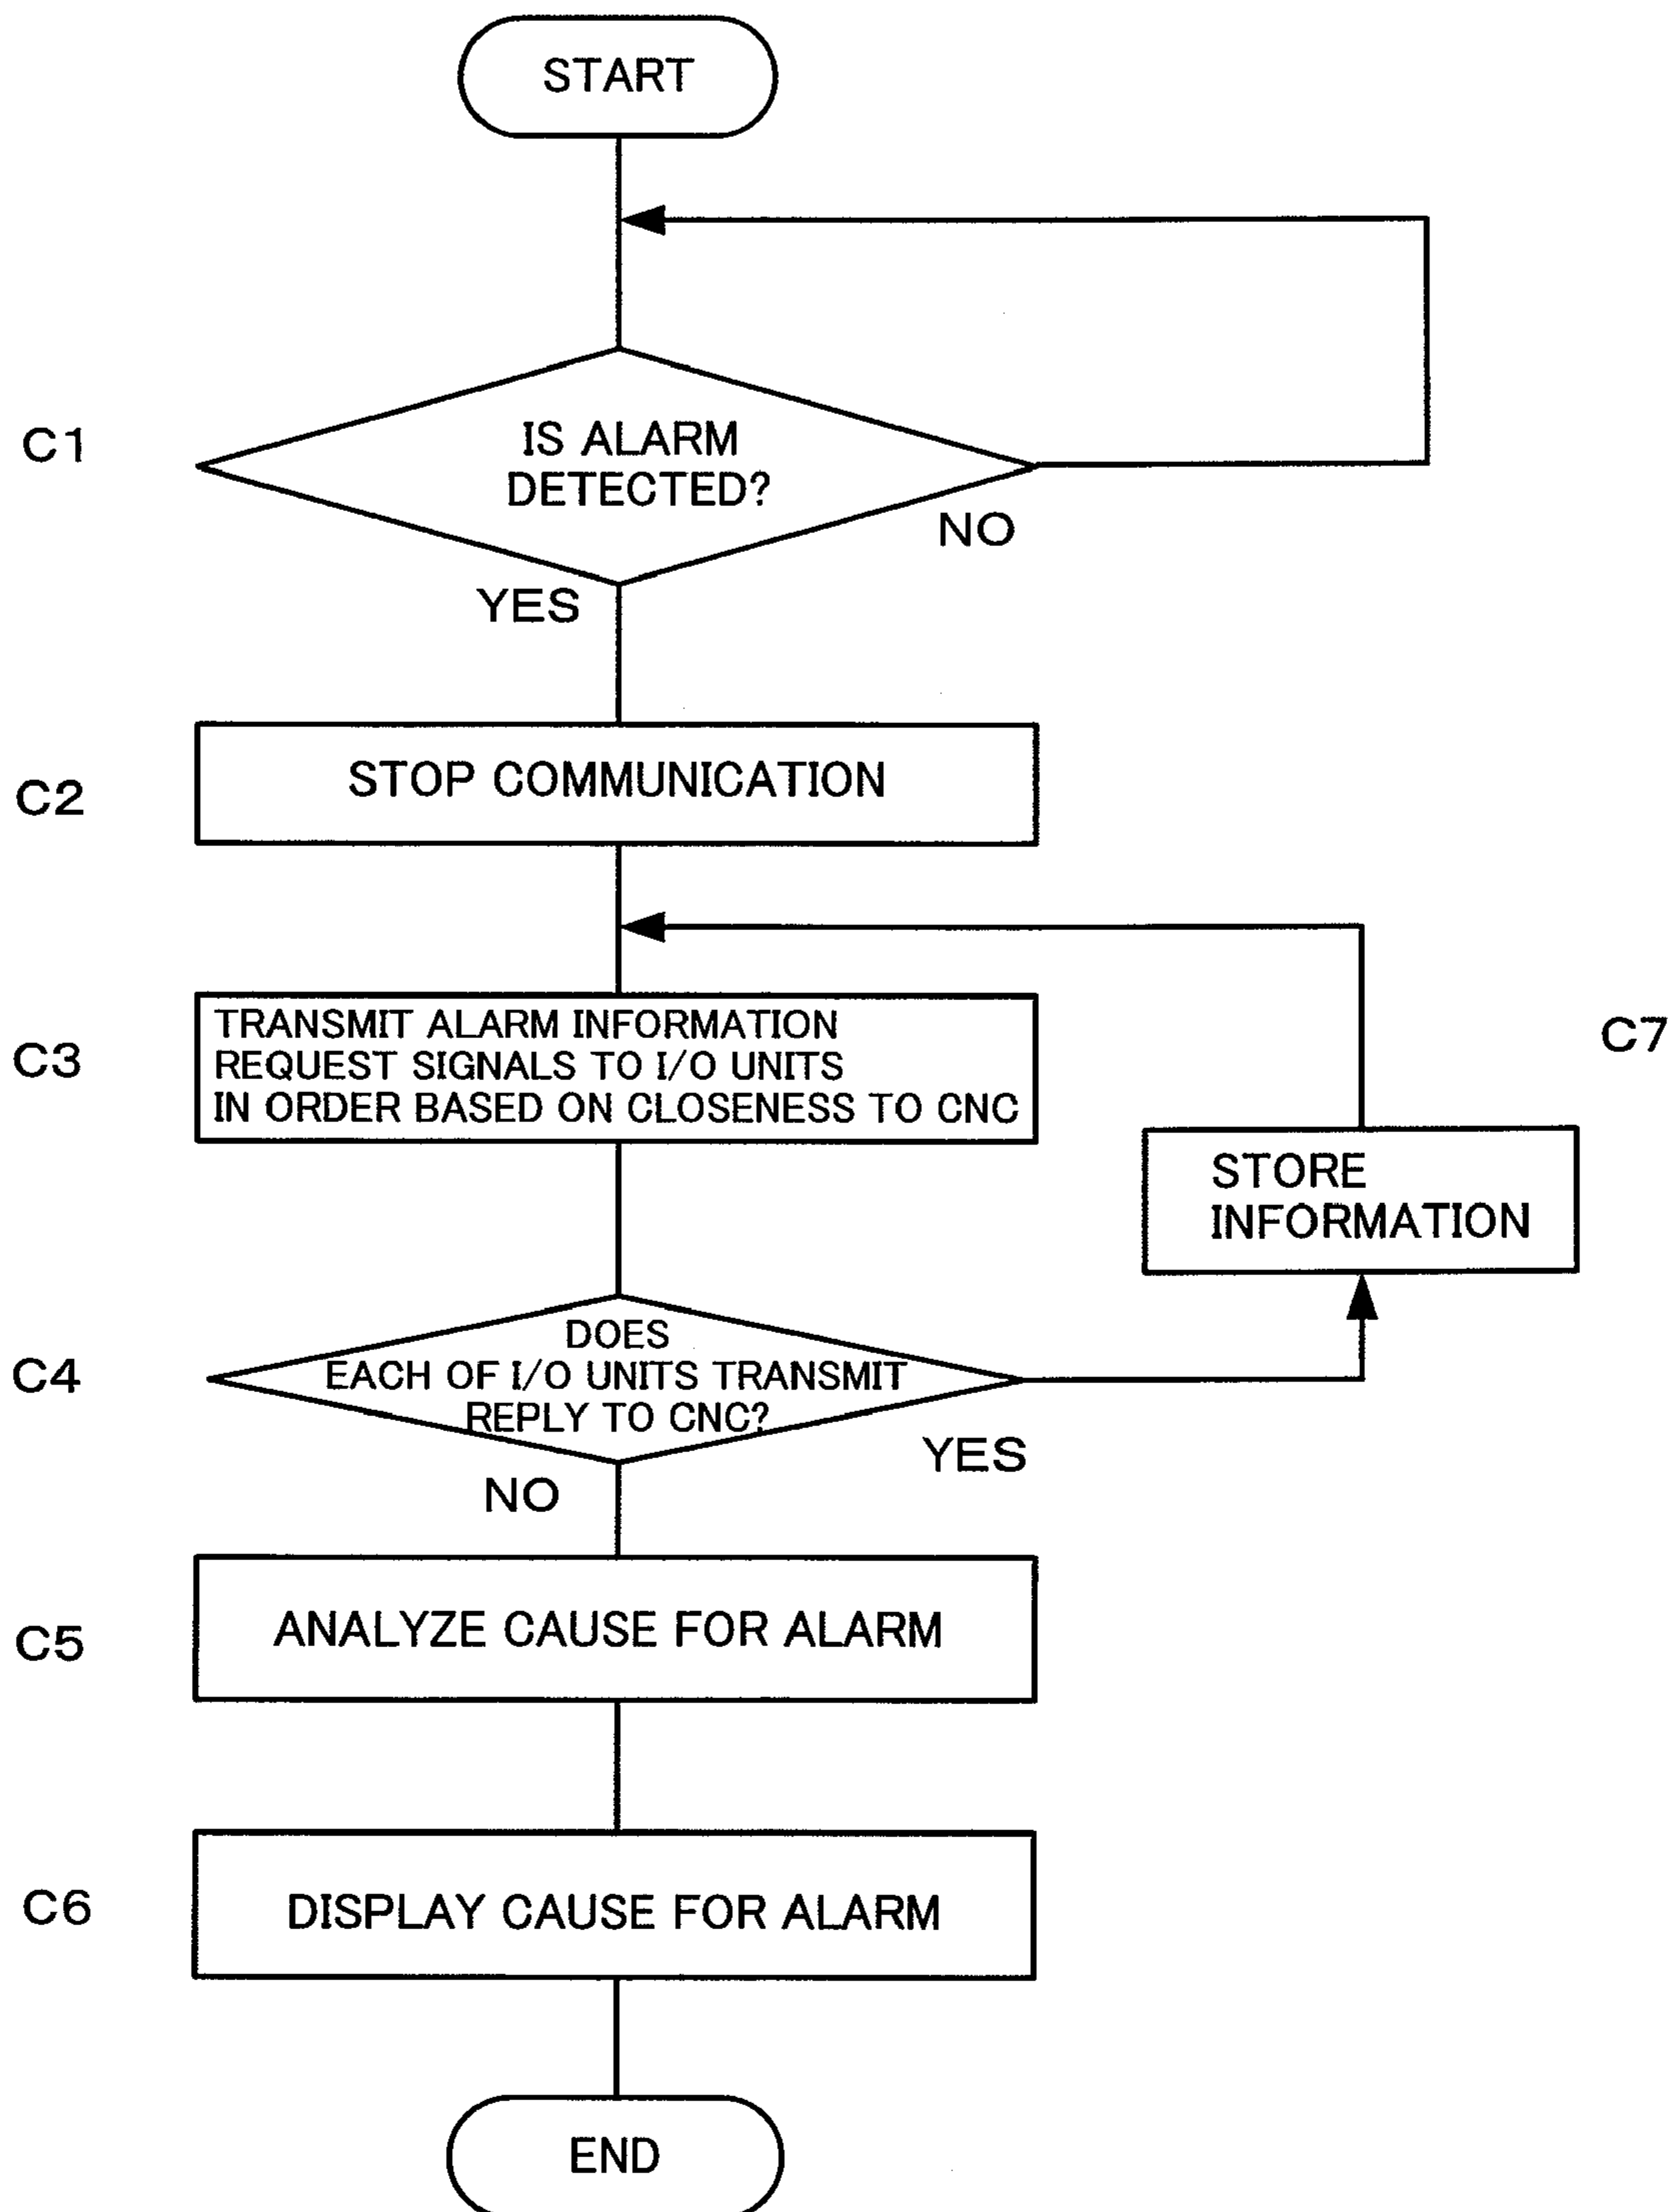 START
C1
IS ALARM
DETECTED?
NO
YES
C2
STOP COMMUNICATION
C3
TRANSMIT ALARM INFORMATION
REQUEST SIGNALS TO I/O UNITS
IN ORDER BASED ON CLOSENESS TO CNC
C7
STORE
INFORMATION
C4
DOES
EACH OF I/O UNITS TRANSMIT
REPLY TO CNC?
YES
NO
C5
ANALYZE CAUSE FOR ALARM
C6
DISPLAY CAUSE FOR ALARM
END